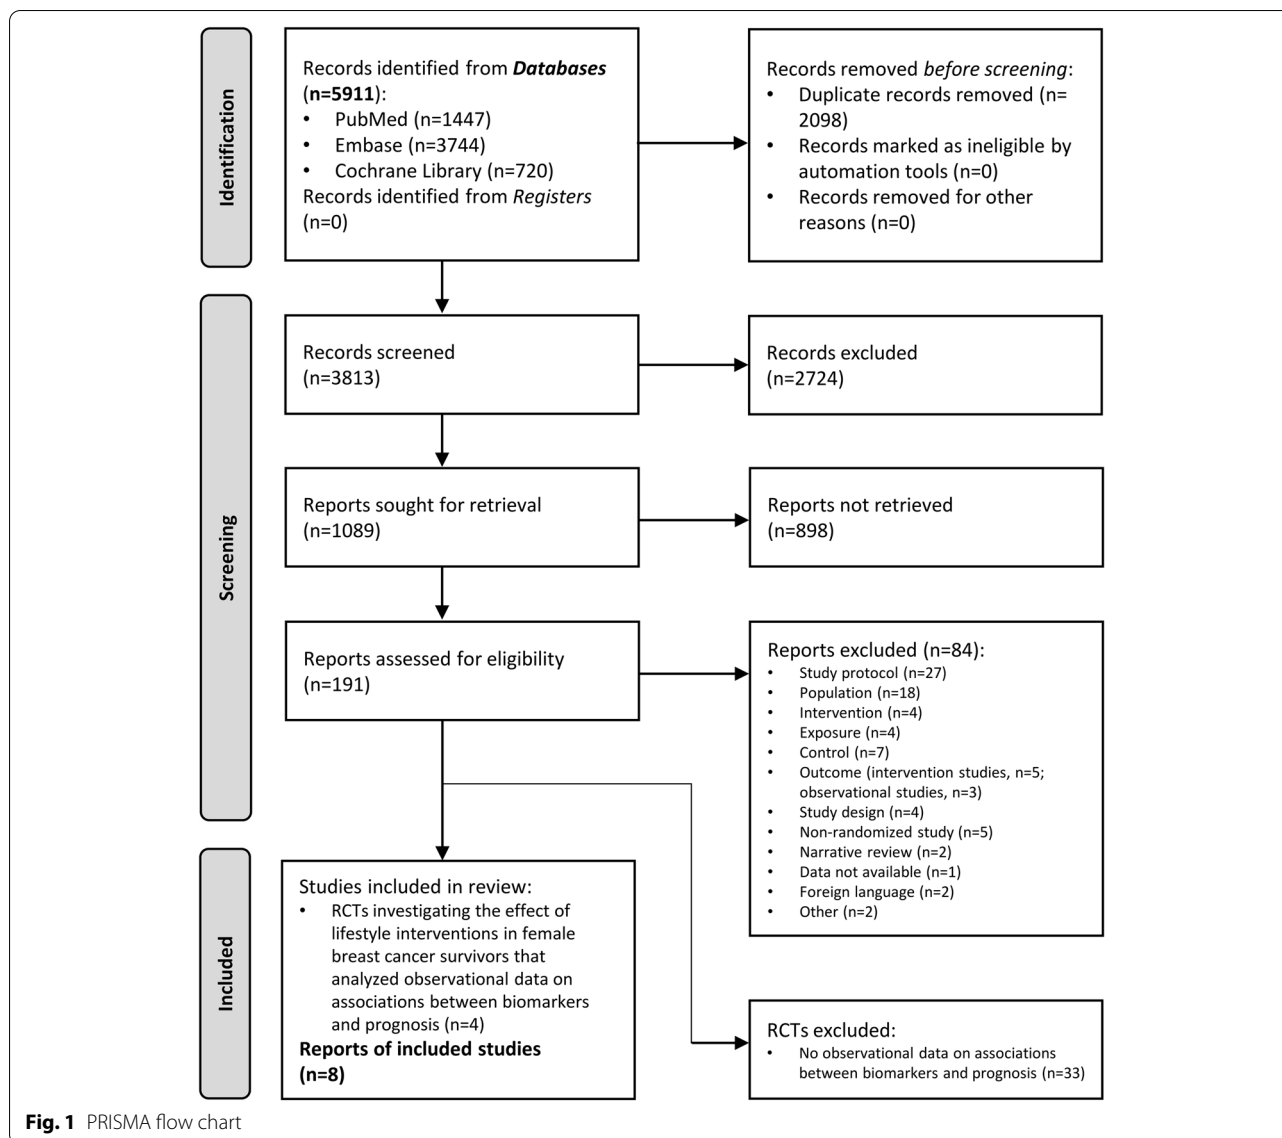 Identification
Records identified from Databases
(n=5911):
• PubMed (n=1447)
• Embase (n=3744)
• Cochrane Library (n=720)
Records identified from Registers
(n=0)
Records removed before screening:
• Duplicate records removed (n=
2098)
• Records marked as ineligible by
automation tools (n=0)
• Records removed for other
reasons (n=0)
Screening
Records screened
(n=3813)
Records excluded
(n=2724)
Reports sought for retrieval
(n=1089)
Reports not retrieved
(n=898)
Reports assessed for eligibility
(n=191)
Reports excluded (n=84):
• Study protocol (n=27)
• Population (n=18)
• Intervention (n=4)
• Exposure (n=4)
• Control (n=7)
• Outcome (intervention studies, n=5;
observational studies, n=3)
• Study design (n=4)
• Non-randomized study (n=5)
• Narrative review (n=2)
• Data not available (n=1)
• Foreign language (n=2)
• Other (n=2)
Included
Studies included in review:
• RCTs investigating the effect of
lifestyle interventions in female
breast cancer survivors that
analyzed observational data on
associations between biomarkers
and prognosis (n=4)
Reports of included studies
(n=8)
RCTs excluded:
• No observational data on associations
between biomarkers and prognosis (n=33)
Fig. 1 PRISMA flow chart